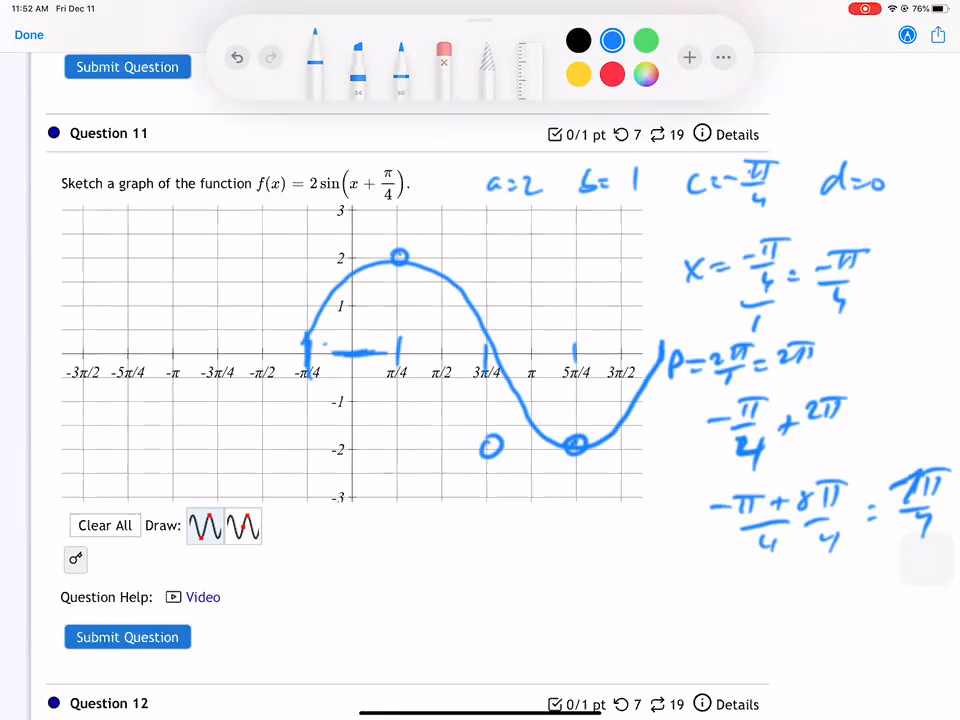 11:52 AM Fri Dec 11
76%
Done
34
50
Submit Question
Question 11
0/1 pt 7 19 Details
Sketch a graph of the function f(x) = 2 sin(x + π/4).
a=2 b= 1 c=-π/4 d=0
x= -π/4 / 1 = -π/4
P=2π/1=2π
-π/4 + 2π
-π/4 + 8π/4 = 7π/4
3
2
1
-3π/2 -5π/4 -π -3π/4 -π/2 -π/4 π/4 π/2 3π/4 π 5π/4 3π/2
-1
-2
-3
Clear All Draw:
Question Help: Video
Submit Question
Question 12
0/1 pt 7 19 Details